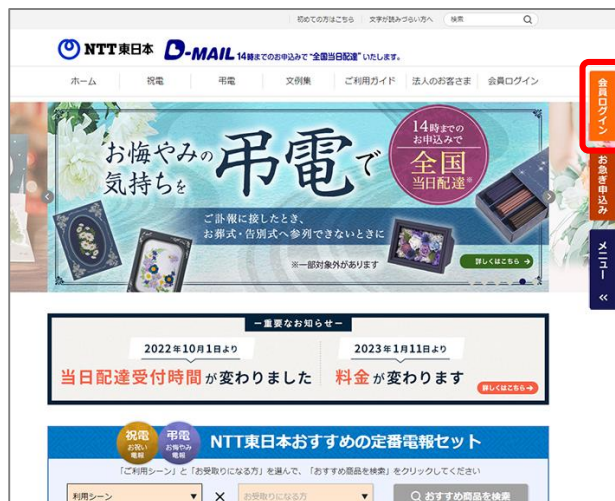 初めての方はこちら 文字が読みづらい方へ 検索
NTT東日本 D-MAIL 14時までのお申込みで"全国当日配達"いたします。
ホーム 祝電 弔電 文例集 ご利用ガイド 法人のお客さま 会員ログイン
会員ログイン
お急ぎ申込み
メニュー «
お悔やみの
気持ちを
弔電で
14時までの
お申込みで
全国
当日配達※
ご訃報に接したとき、
お葬式・告別式へ参列できないときに
※一部対象外があります
詳しくはこちら →
ー重要なお知らせー
2022年10月1日より
当日配達受付時間が変わりました
2023年1月11日より
料金が変わります
詳しくはこちら→
祝電
お祝い
電報
弔電
お悔やみ
電報
NTT東日本おすすめの定番電報セット
「ご利用シーン」と「お受取りになる方」を選んで、「おすすめ商品を検索」をクリックしてください
利用シーン ▼ × お受取りになる方 ▼ おすすめ商品を検索